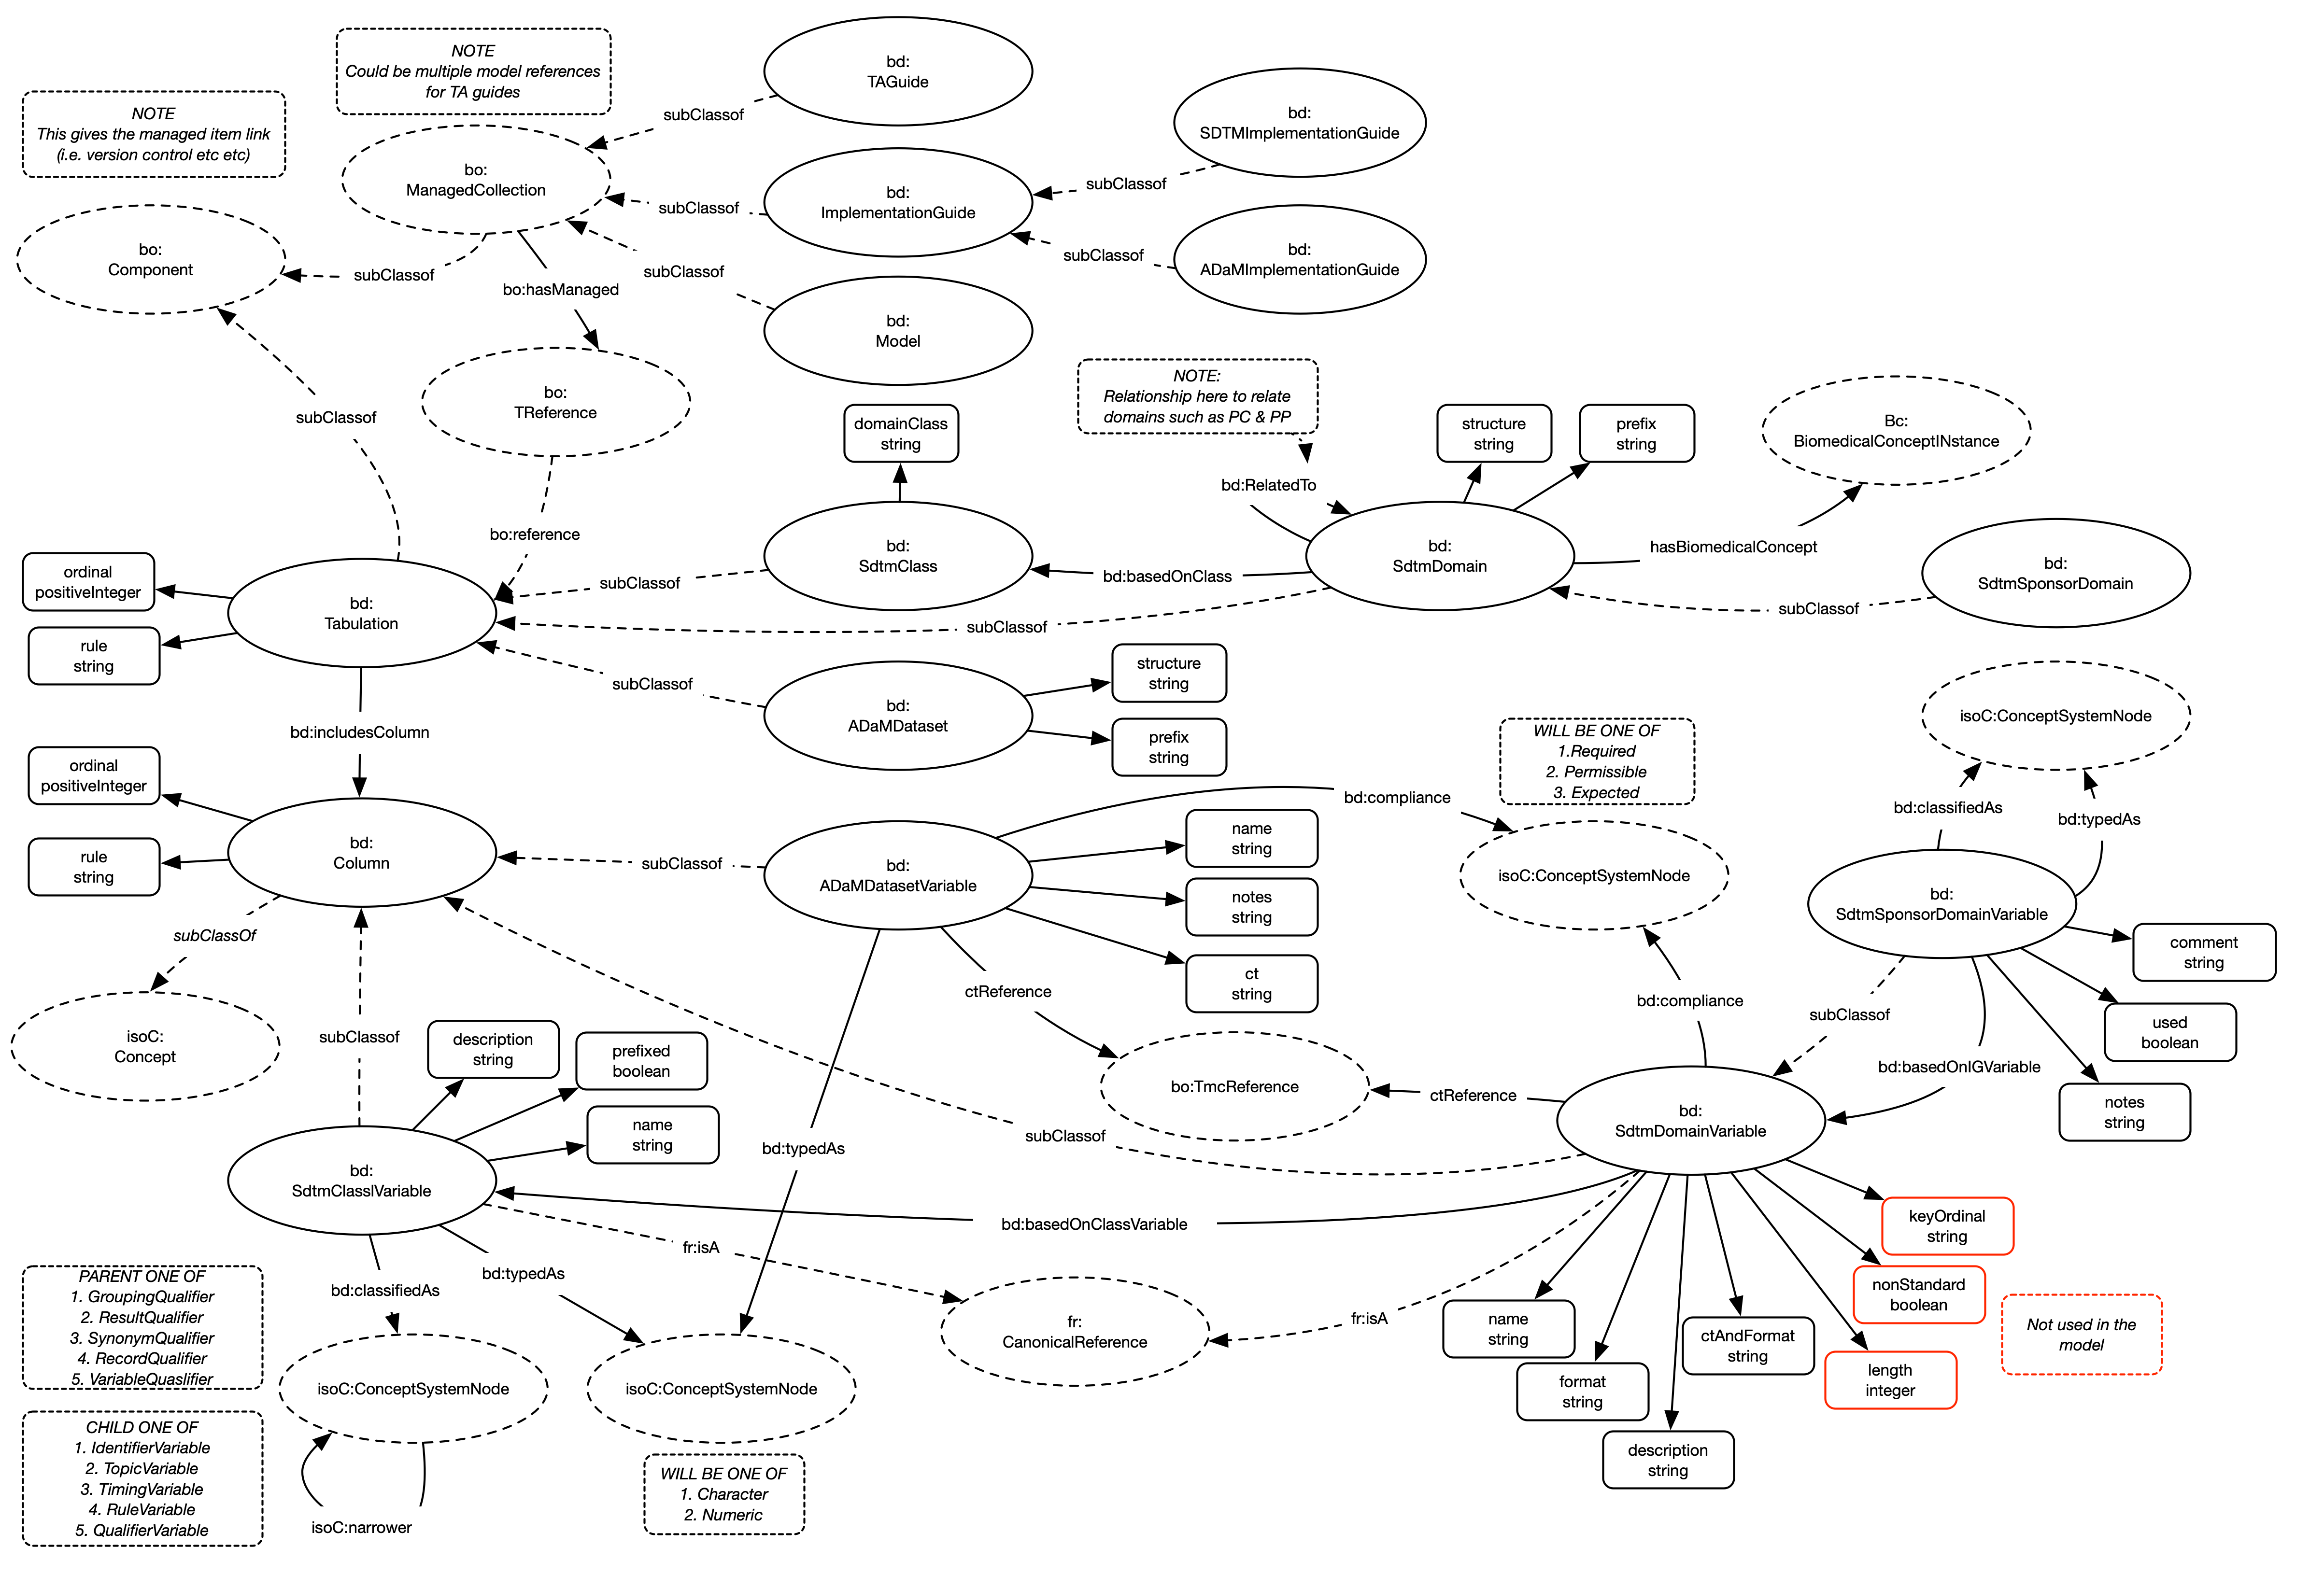 NOTE
This gives the managed item link
(i.e. version control etc etc)
NOTE
Could be multiple model references
for TA guides
bd:
TAGuide
subClassof
bd:
SDTMImplementationGuide
bo:
ManagedCollection
subClassof
bd:
ImplementationGuide
subClassof
bo:
Component
subClassof
bo:hasManaged
subClassof
subClassof
bd:
ADaMImplementationGuide
bd:
Model
subClassof
bo:
TReference
bo:reference
domainClass
string
NOTE:
Relationship here to relate
domains such as PC & PP
bd:RelatedTo
structure
string
prefix
string
Bc:
BiomedicalConceptINstance
hasBiomedicalConcept
ordinal
positiveInteger
rule
string
bd:
Tabulation
subClassof
bd:
SdtmClass
bd:basedOnClass
bd:
SdtmDomain
subClassof
bd:
SdtmSponsorDomain
subClassof
subClassof
bd:
ADaMDataset
structure
string
prefix
string
bd:includesColumn
ordinal
positiveInteger
rule
string
bd:
Column
subClassof
bd:
ADaMDatasetVariable
bd:compliance
name
string
notes
string
ct
string
WILL BE ONE OF
1.Required
2. Permissible
3. Expected
isoC:ConceptSystemNode
isoC:ConceptSystemNode
bd:classifiedAs
bd:typedAs
bd:
SdtmSponsorDomainVariable
comment
string
used
boolean
notes
string
subClassOf
isoC:
Concept
subClassof
description
string
prefixed
boolean
name
string
ctReference
bo:TmcReference
ctReference
bd:compliance
subClassof
bd:basedOnIGVariable
bd:
SdtmDomainVariable
subClassof
bd:typedAs
bd:
SdtmClasslVariable
bd:basedOnClassVariable
fr:isA
bd:typedAs
bd:classifiedAs
fr:
CanonicalReference
fr:isA
keyOrdinal
string
nonStandard
boolean
length
integer
Not used in the
model
name
string
format
string
description
string
ctAndFormat
string
PARENT ONE OF
1. GroupingQualifier
2. ResultQualifier
3. SynonymQualifier
4. RecordQualifier
5. VariableQuaslifier
CHILD ONE OF
1. IdentifierVariable
2. TopicVariable
3. TimingVariable
4. RuleVariable
5. QualifierVariable
isoC:ConceptSystemNode
isoC:narrower
isoC:ConceptSystemNode
WILL BE ONE OF
1. Character
2. Numeric